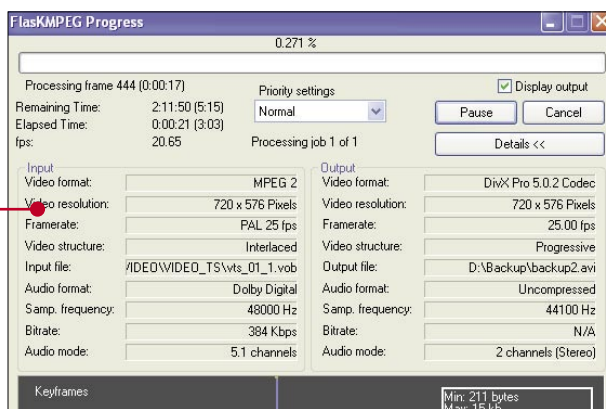 FlasKMPEG Progress
0.271 %
Processing frame 444 (0:00:17)
Remaining Time: 2:11:50 (5:15)
Elapsed Time: 0:00:21 (3:03)
fps: 20.65
Priority settings
Normal
Processing job 1 of 1
Display output
Pause Cancel
Details <<
Input
Video format: MPEG 2
Video resolution: 720 x 576 Pixels
Framerate: PAL 25 fps
Video structure: Interlaced
Input file: /IDEO\VIDEO_TS\vts_01_1.vob
Audio format: Dolby Digital
Samp. frequency: 48000 Hz
Bitrate: 384 Kbps
Audio mode: 5.1 channels
Output
Video format: DivX Pro 5.0.2 Codec
Video resolution: 720 x 576 Pixels
Framerate: 25.00 fps
Video structure: Progressive
Output file: D:\Backup\backup2.avi
Audio format: Uncompressed
Samp. frequency: 44100 Hz
Bitrate: N/A
Audio mode: 2 channels (Stereo)
Keyframes
Min: 211 bytes
Max: 15 kb